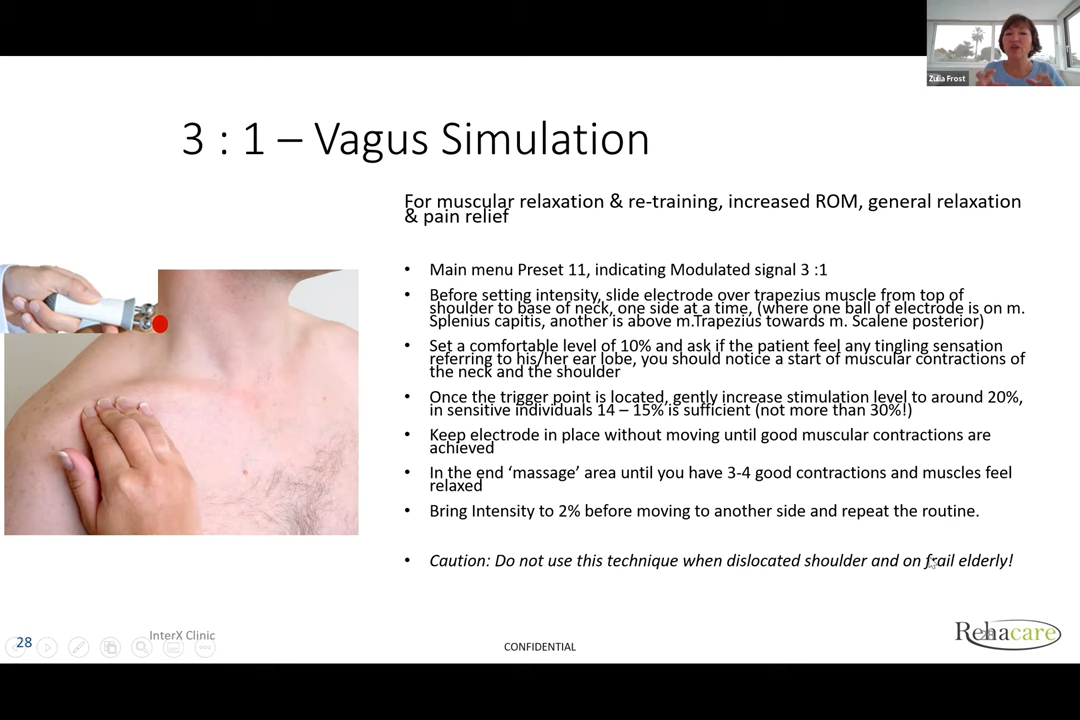 Zulia Frost
3 : 1 – Vagus Simulation
For muscular relaxation & re-training, increased ROM, general relaxation
& pain relief
• Main menu Preset 11, indicating Modulated signal 3 :1
• Before setting intensity, slide electrode over trapezius muscle from top of
shoulder to base of neck, one side at a time, (where one ball of electrode is on m.
Splenius capitis, another is above m.Trapezius towards m. Scalene posterior)
• Set a comfortable level of 10% and ask if the patient feel any tingling sensation
referring to his/her ear lobe, you should notice a start of muscular contractions of
the neck and the shoulder
• Once the trigger point is located, gently increase stimulation level to around 20%,
in sensitive individuals 14 – 15% is sufficient (not more than 30%!)
• Keep electrode in place without moving until good muscular contractions are
achieved
• In the end ‘massage’ area until you have 3-4 good contractions and muscles feel
relaxed
• Bring Intensity to 2% before moving to another side and repeat the routine.
• Caution: Do not use this technique when dislocated shoulder and on frail elderly!
28
InterX Clinic
CONFIDENTIAL
Rehacare